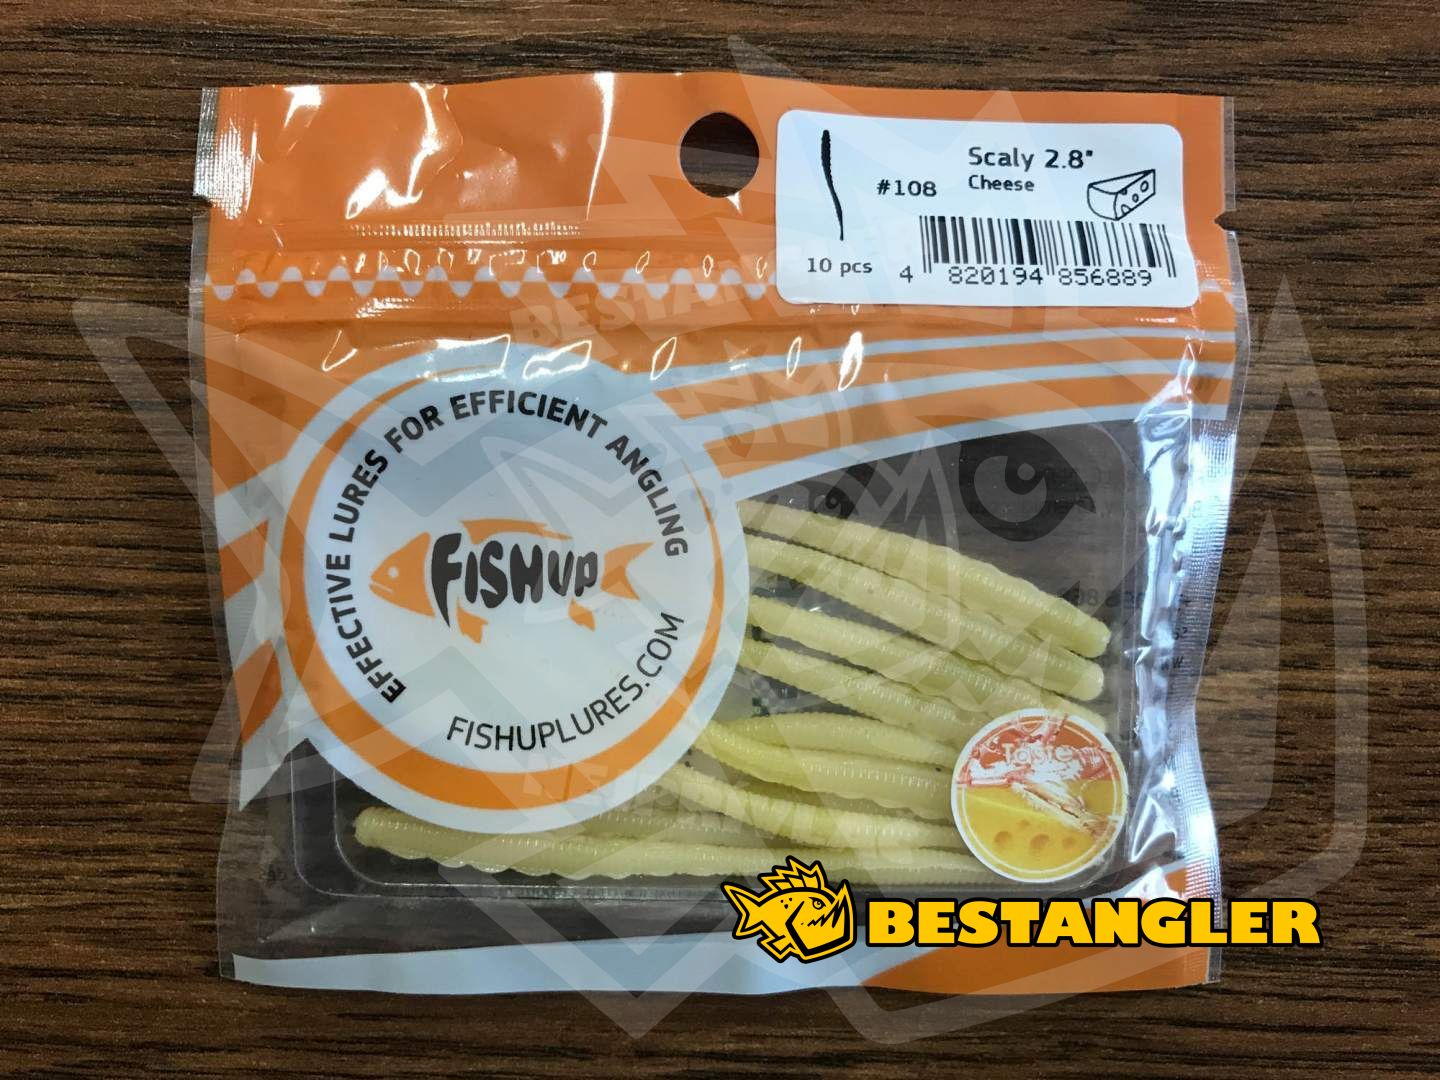 Scaly 2.8"
#108 Cheese
10 pcs
4 820194 856889
EFFECTIVE LURES FOR EFFICIENT ANGLING
FISHUP
FISHUPLURES.COM
Taste
BESTANGLER